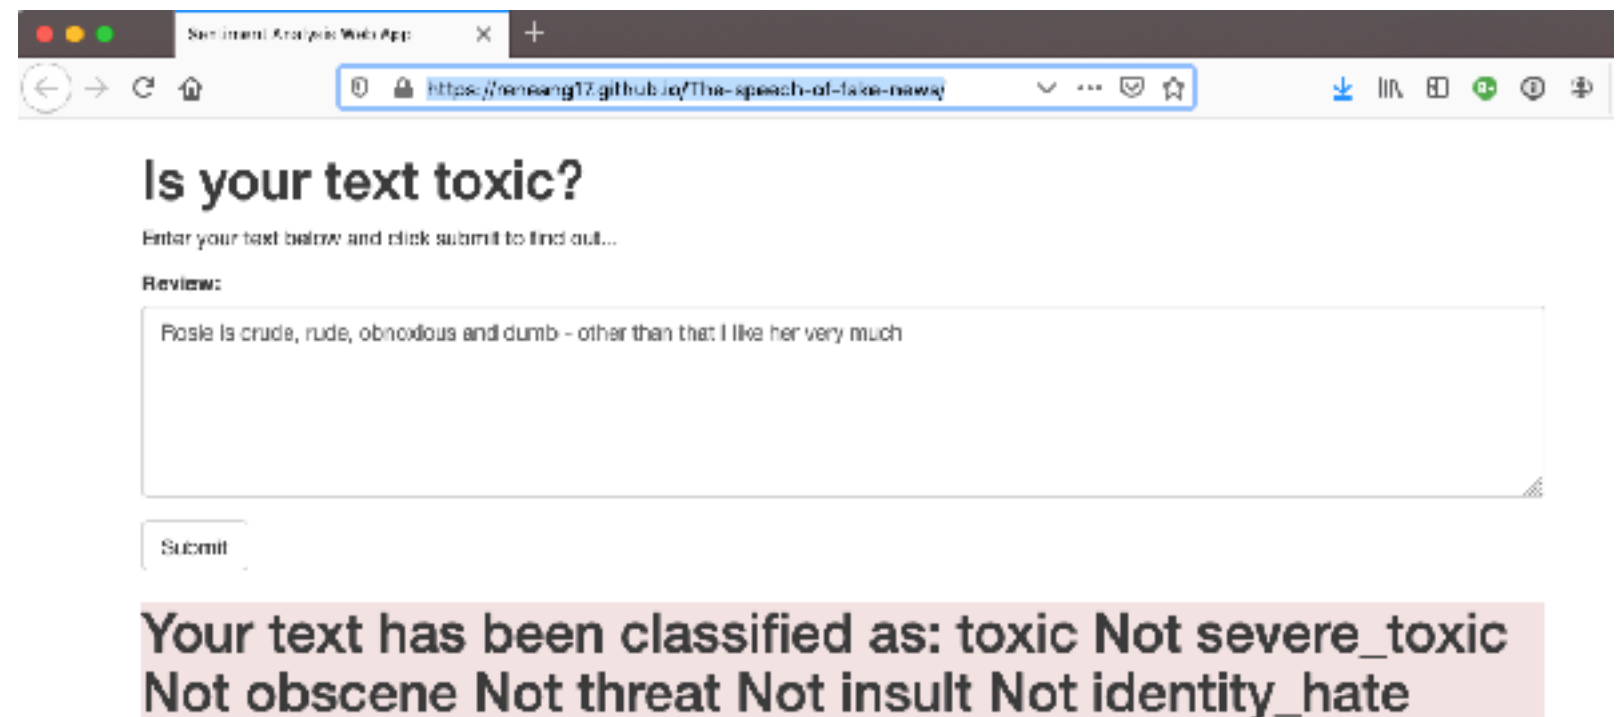 Sentiment Analysis Web App
https://reneang17.github.io/The-speech-of-fake-news/
Is your text toxic?
Enter your text below and click submit to find out...
Review:
Rosie is crude, rude, obnoxious and dumb - other than that I like her very much
Submit
Your text has been classified as: toxic Not severe_toxic
Not obscene Not threat Not insult Not identity_hate